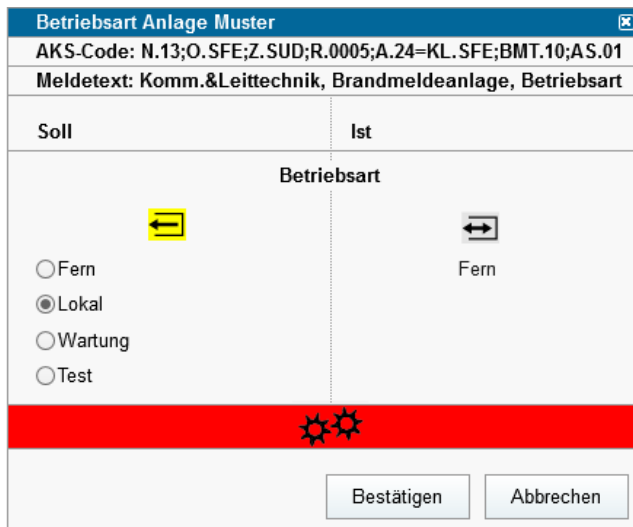 Betriebsart Anlage Muster
AKS-Code: N.13;O.SFE;Z.SUD;R.0005;A.24=KL.SFE;BMT.10;AS.01
Meldetext: Komm.&Leittechnik, Brandmeldeanlage, Betriebsart
Soll Ist
Betriebsart
Fern Fern
Lokal
Wartung
Test
Bestätigen Abbrechen